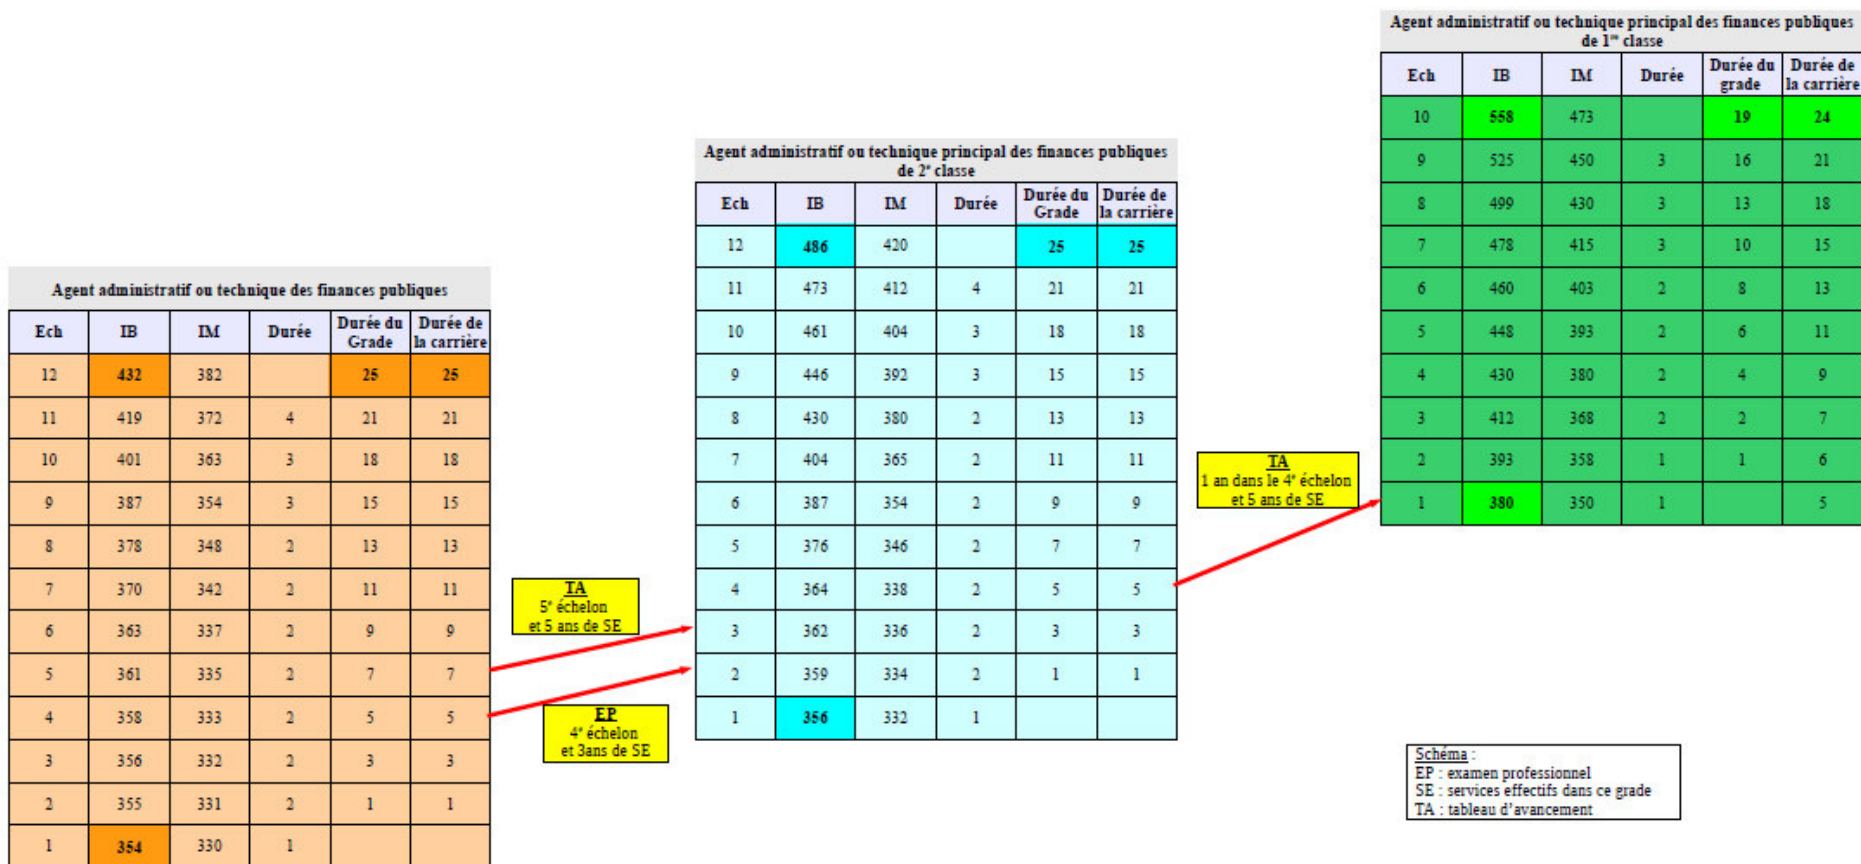 Agent administratif ou technique des finances publiques
Ech IB IM Durée Durée du Grade Durée de la carrière
12 432 382 25 25
11 419 372 4 21 21
10 401 363 3 18 18
9 387 354 3 15 15
8 378 348 2 13 13
7 370 342 2 11 11
6 363 337 2 9 9
5 361 335 2 7 7
4 358 333 2 5 5
3 356 332 2 3 3
2 355 331 2 1 1
1 354 330 1
TA
5e échelon
et 5 ans de SE
EP
4e échelon
et 3ans de SE
Agent administratif ou technique principal des finances publiques
de 2e classe
Ech IB IM Durée Durée du Grade Durée de la carrière
12 486 420 25 25
11 473 412 4 21 21
10 461 404 3 18 18
9 446 392 3 15 15
8 430 380 2 13 13
7 404 365 2 11 11
6 387 354 2 9 9
5 376 346 2 7 7
4 364 338 2 5 5
3 362 336 2 3 3
2 359 334 2 1 1
1 356 332 1
TA
1 an dans le 4e échelon
et 5 ans de SE
Agent administratif ou technique principal des finances publiques
de 1re classe
Ech IB IM Durée Durée du grade Durée de la carrière
10 558 473 19 24
9 525 450 3 16 21
8 499 430 3 13 18
7 478 415 3 10 15
6 460 403 2 8 13
5 448 393 2 6 11
4 430 380 2 4 9
3 412 368 2 2 7
2 393 358 1 1 6
1 380 350 1 5
Schéma :
EP : examen professionnel
SE : services effectifs dans ce grade
TA : tableau d'avancement